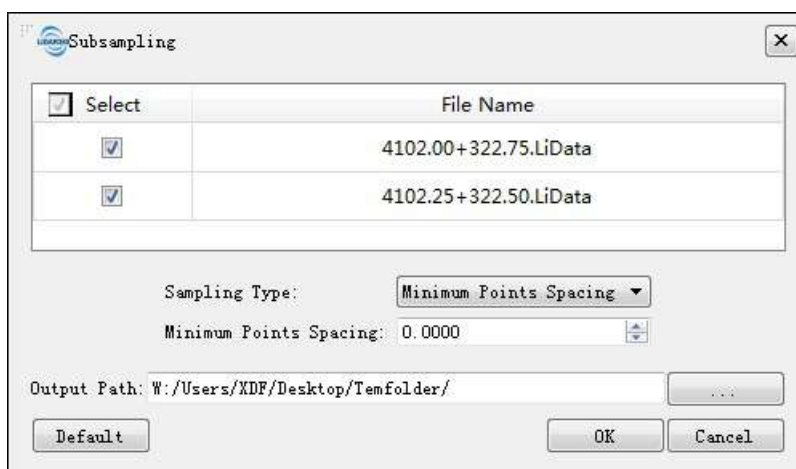 Subsampling
Select File Name
4102.00+322.75.LiData
4102.25+322.50.LiData
Sampling Type: Minimum Points Spacing
Minimum Points Spacing: 0.0000
Output Path: W:/Users/XDF/Desktop/Temfolder/ ...
Default OK Cancel